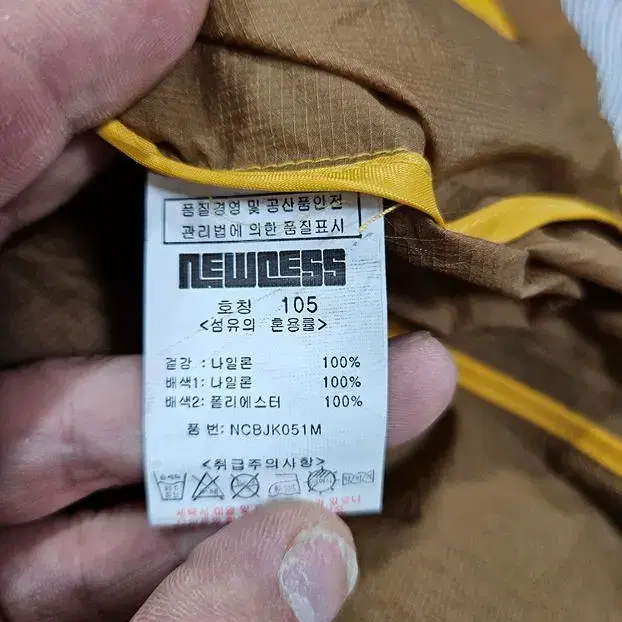 품질경영 및 공산품안전
관리법에 의한 품질표시
NEWCESS
호칭 105
<섬유의 혼용률>
겉감 : 나일론 100%
배색1: 나일론 100%
배색2: 폴리에스터 100%
품 번: NCBJK051M
<취급주의사항>